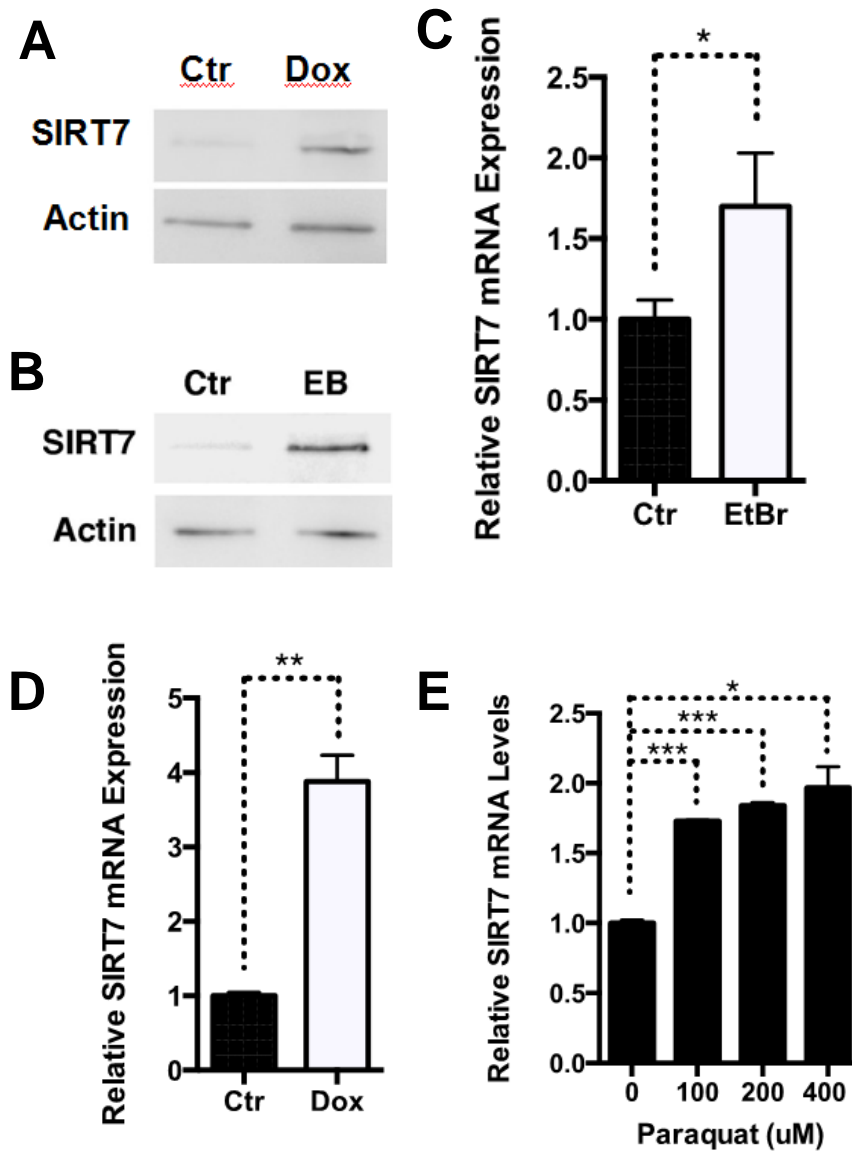 A
Ctr Dox
SIRT7
Actin
B
Ctr EB
SIRT7
Actin
C
Relative SIRT7 mRNA Expression
*
2.5
2.0
1.5
1.0
0.5
0.0
Ctr EtBr
D
Relative SIRT7 mRNA Expression
**
5
4
3
2
1
0
Ctr Dox
E
Relative SIRT7 mRNA Levels
*
***
***
2.5
2.0
1.5
1.0
0.5
0.0
0 100 200 400
Paraquat (uM)